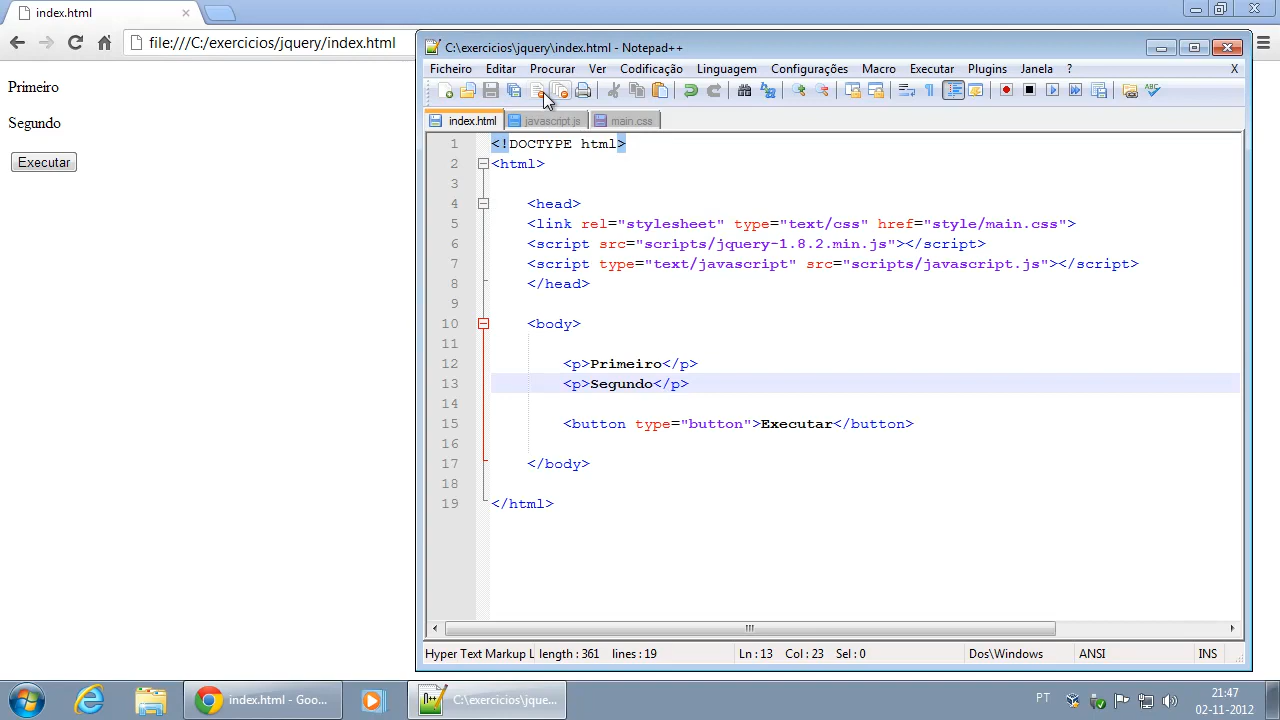 index.html
file:///C:/exercicios/jquery/index.html
Primeiro
Segundo
Executar
C:\exercicios\jquery\index.html - Notepad++
Ficheiro Editar Procurar Ver Codificação Linguagem Configurações Macro Executar Plugins Janela ? X
index.html javascript.js main.css
1 <!DOCTYPE html>
2 <html>
3
4 <head>
5 <link rel="stylesheet" type="text/css" href="style/main.css">
6 <script src="scripts/jquery-1.8.2.min.js"></script>
7 <script type="text/javascript" src="scripts/javascript.js"></script>
8 </head>
9
10 <body>
11
12 <p>Primeiro</p>
13 <p>Segundo</p>
14
15 <button type="button">Executar</button>
16
17 </body>
18
19 </html>
Hyper Text Markup L length : 361 lines : 19 Ln : 13 Col : 23 Sel : 0 Dos\Windows ANSI INS
index.html - Goo... C:\exercicios\jque... PT 21:47
02-11-2012